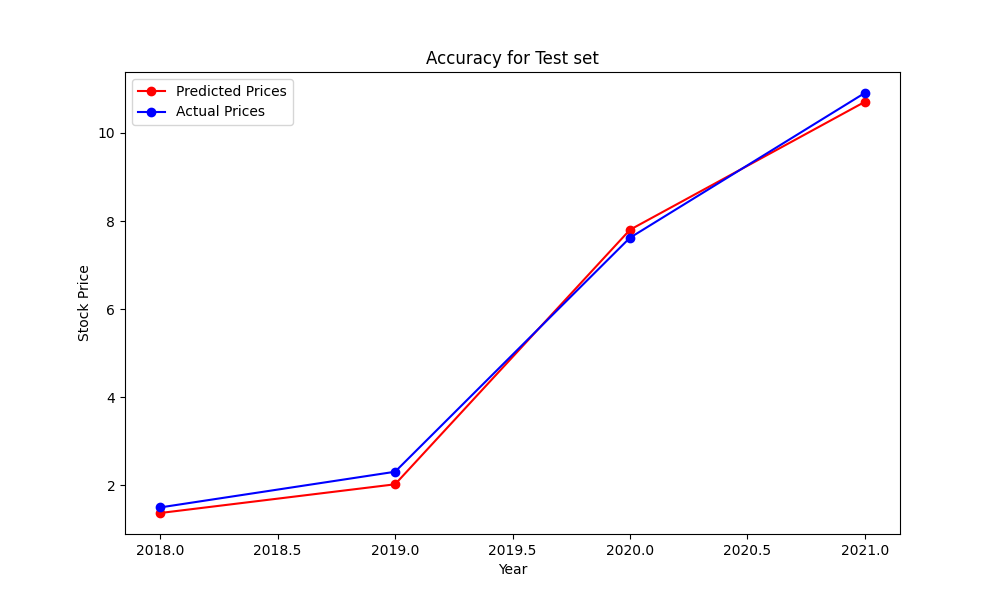 Accuracy for Test set
Predicted Prices
Actual Prices
10
8
6
4
2
Stock Price
2018.0 2018.5 2019.0 2019.5 2020.0 2020.5 2021.0
Year